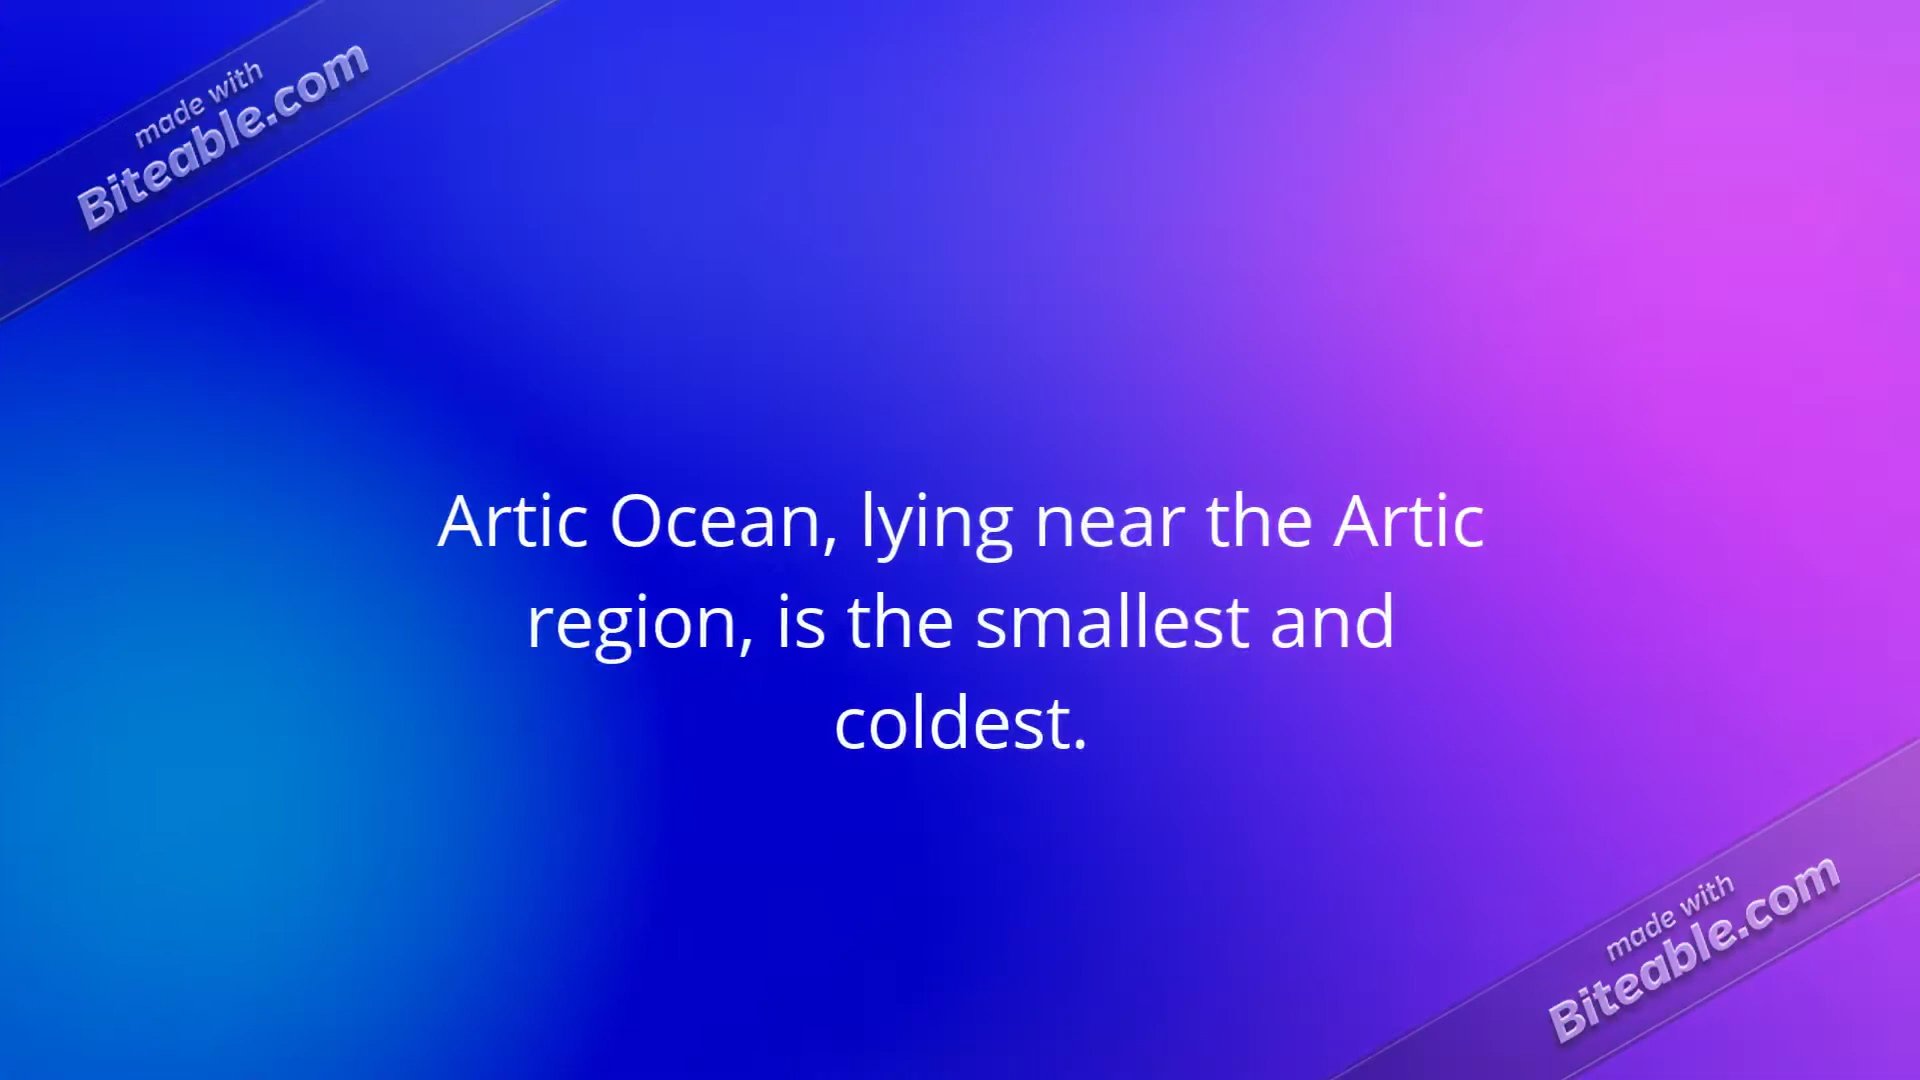 made with
Biteable.com
Artic Ocean, lying near the Artic
region, is the smallest and
coldest.
made with
Biteable.com